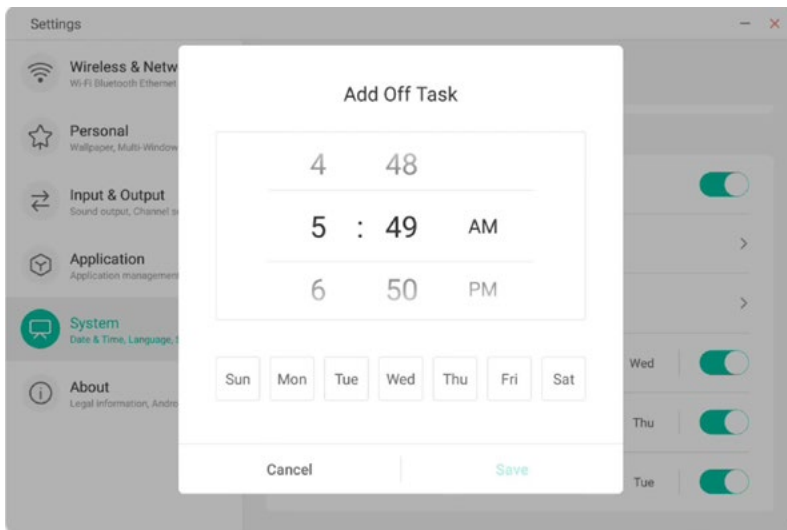 Settings
Wireless & Netw
Wi-Fi Bluetooth Ethernet
Personal
Wallpaper, Multi-Window
Input & Output
Sound output, Channel s
Application
Application management
System
Date & Time, Language, S
About
Legal information, Andro
Add Off Task
4 48
5 : 49 AM
6 50 PM
Sun Mon Tue Wed Thu Fri Sat
Cancel Save
Wed
Thu
Tue